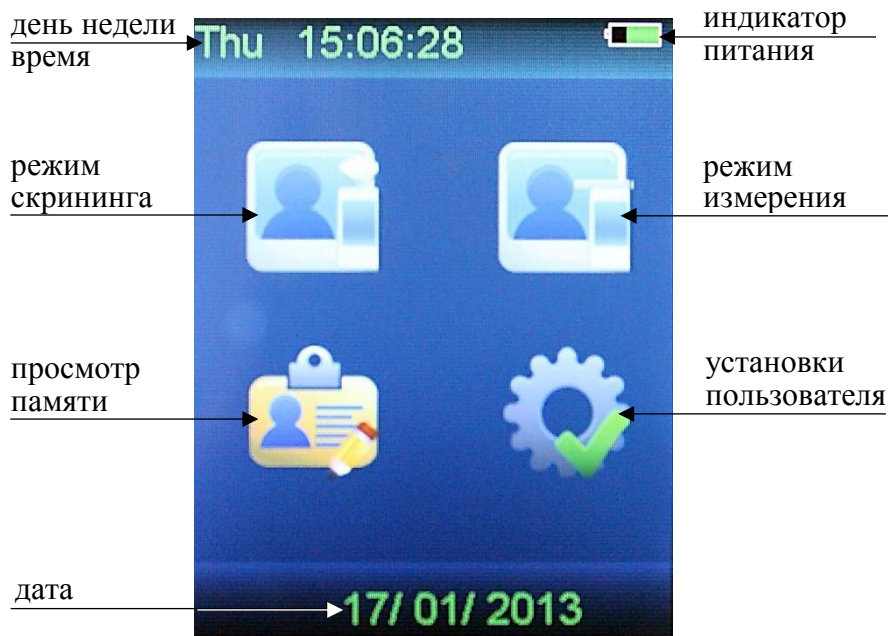 день недели
время
Thu 15:06:28
индикатор
питания
режим
скрининга
режим
измерения
просмотр
памяти
установки
пользователя
дата
17/ 01/ 2013